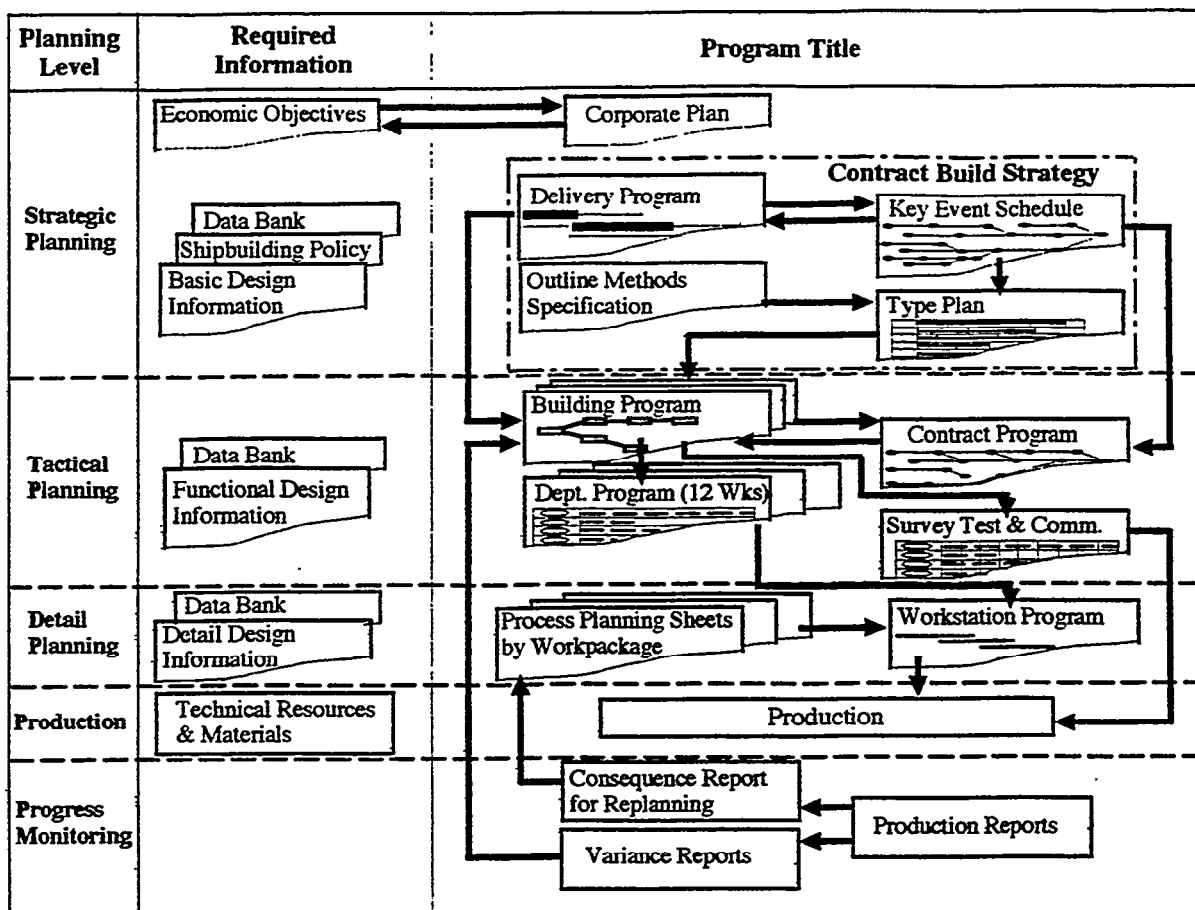 Planning
Level
Required
Information
Program Title
Strategic
Planning
Economic Objectives
Corporate Plan
Contract Build Strategy
Delivery Program
Key Event Schedule
Data Bank
Shipbuilding Policy
Basic Design
Information
Outline Methods
Specification
Type Plan
Tactical
Planning
Data Bank
Functional Design
Information
Building Program
Contract Program
Dept. Program (12 Wks)
Survey Test & Comm.
Detail
Planning
Data Bank
Detail Design
Information
Process Planning Sheets
by Workpackage
Workstation Program
Production
Technical Resources
& Materials
Production
Progress
Monitoring
Consequence Report
for Replanning
Production Reports
Variance Reports